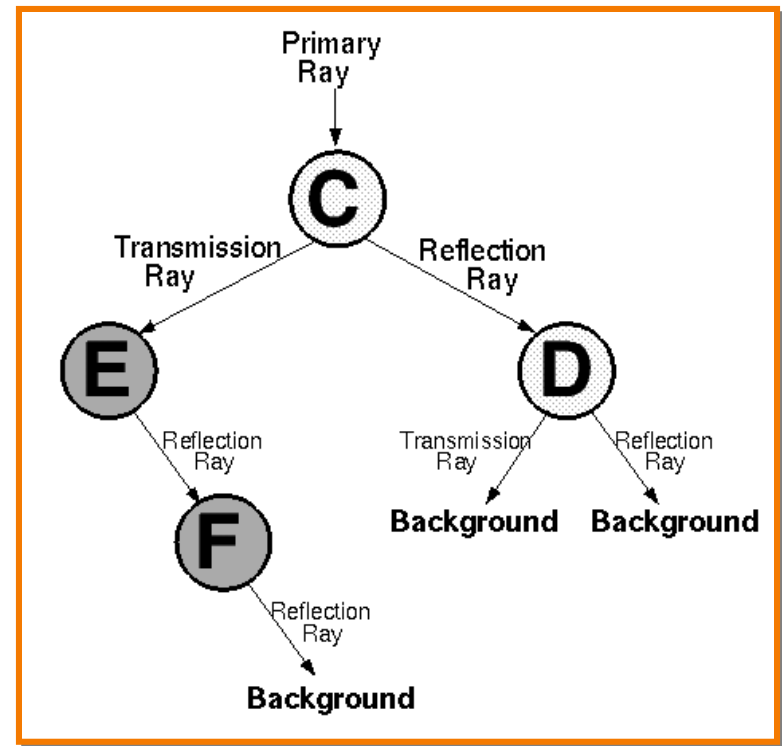 Primary
Ray
C
Transmission
Ray
Reflection
Ray
E
D
Reflection
Ray
Transmission
Ray
Reflection
Ray
Background
Background
F
Reflection
Ray
Background